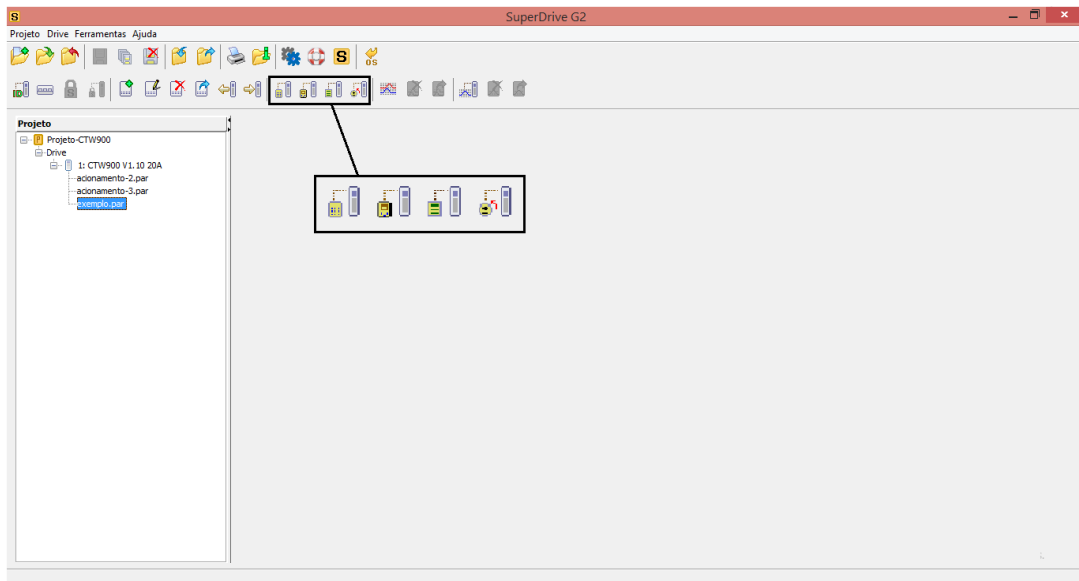 S SuperDrive G2
Projeto Drive Ferramentas Ajuda
S OS
Projeto
P Projeto-CTW900
Drive
1: CTW900 V1.10 20A
acionamento-2.par
acionamento-3.par
exemplo.par